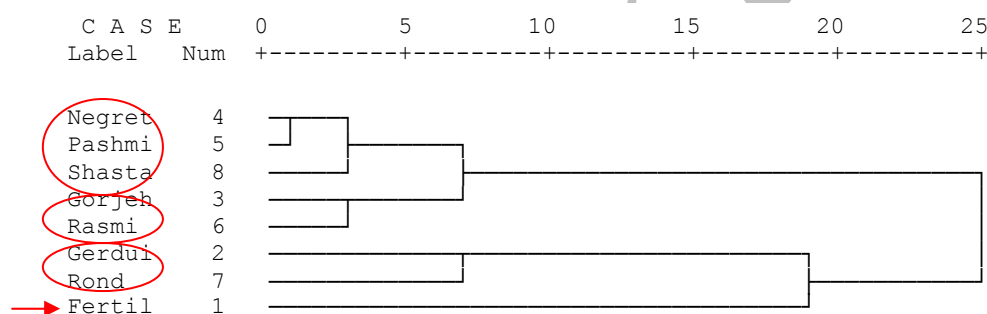 C A S E 0 5 10 15 20 25
Label Num +---------+---------+---------+---------+---------+
Negret 4
Pashmi 5
Shasta 8
Gorjeh 3
Rasmi 6
Gerdui 2
Rond 7
Fertil 1